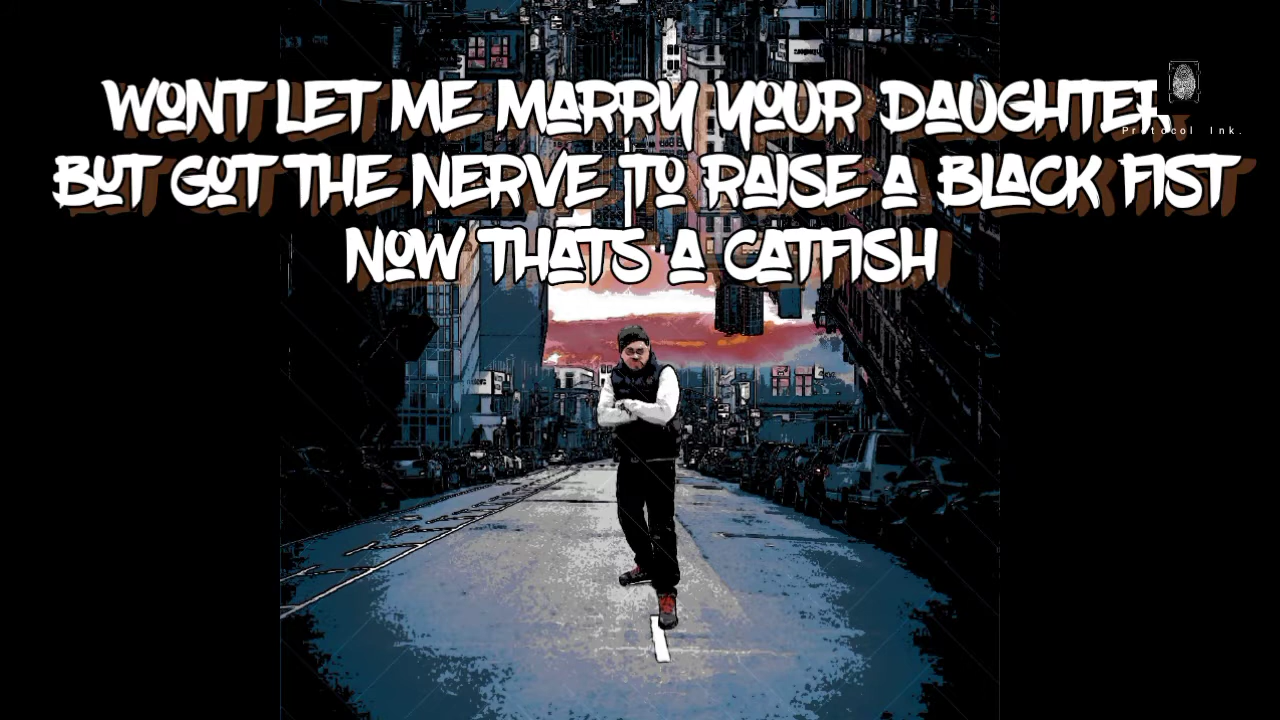 WONT LET ME MARRY YOUR DAUGHTER
Protocol Ink.
BUT GOT THE NERVE TO RAISE A BLACK FIST
NOW THATS A CATFISH